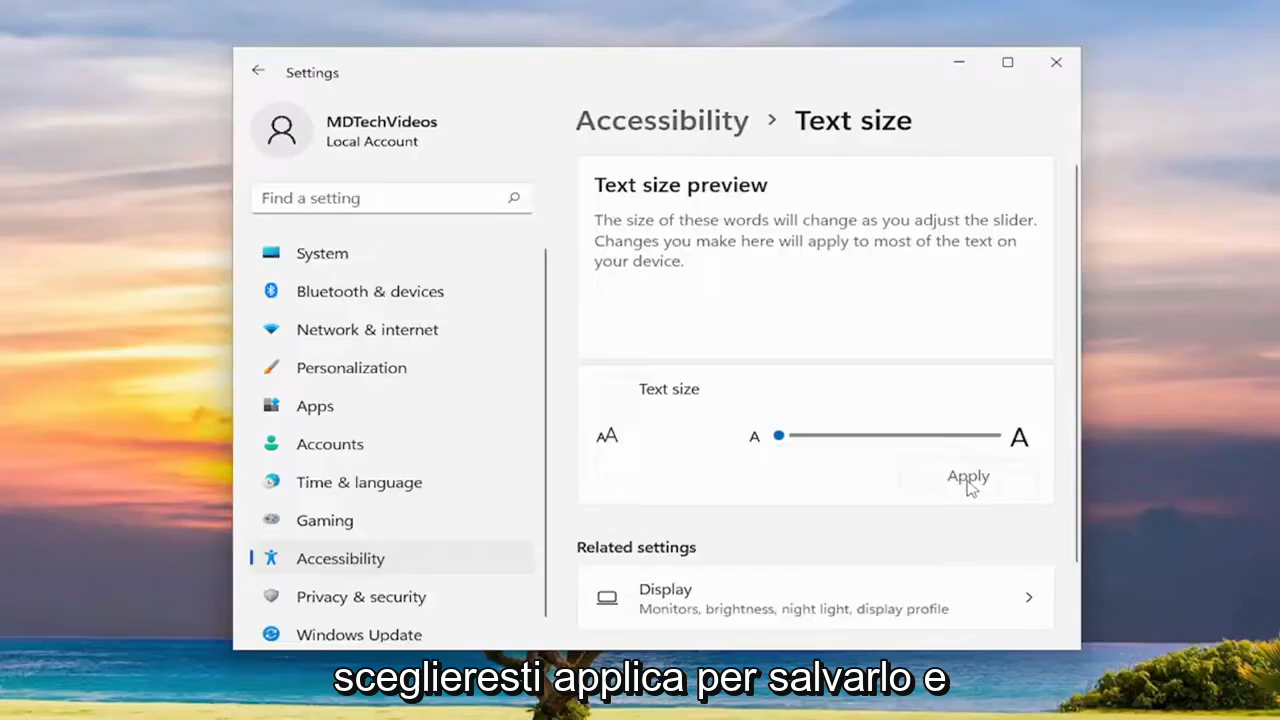 Settings
MDTechVideos
Local Account
Find a setting
System
Bluetooth & devices
Network & internet
Personalization
Apps
Accounts
Time & language
Gaming
Accessibility
Privacy & security
Windows Update
Accessibility > Text size
Text size preview
The size of these words will change as you adjust the slider.
Changes you make here will apply to most of the text on
your device.
Text size
AA A A
Apply
Related settings
Display
Monitors, brightness, night light, display profile
sceglieresti applica per salvarlo e